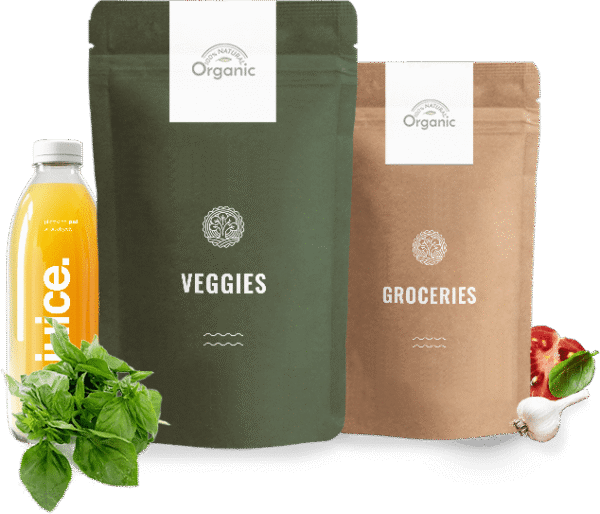 100% NATURAL
Organic
VEGGIES
100% NATURAL
Organic
GROCERIES
juice.